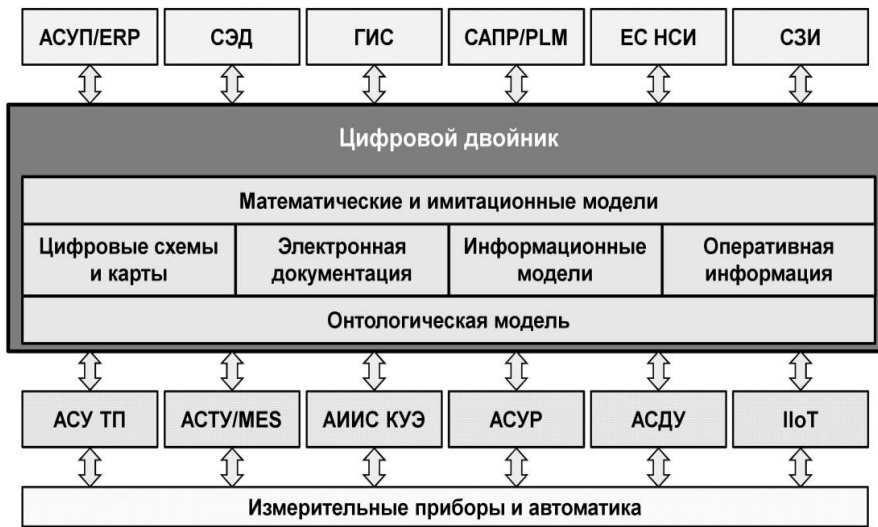 АСУП/ERP
СЭД
ГИС
САПР/PLM
ЕС НСИ
СЗИ
Цифровой двойник
Математические и имитационные модели
Цифровые схемы
и карты
Электронная
документация
Информационные
модели
Оперативная
информация
Онтологическая модель
АСУ ТП
АСТУ/MES
АИИС КУЭ
АСУР
АСДУ
IIoT
Измерительные приборы и автоматика